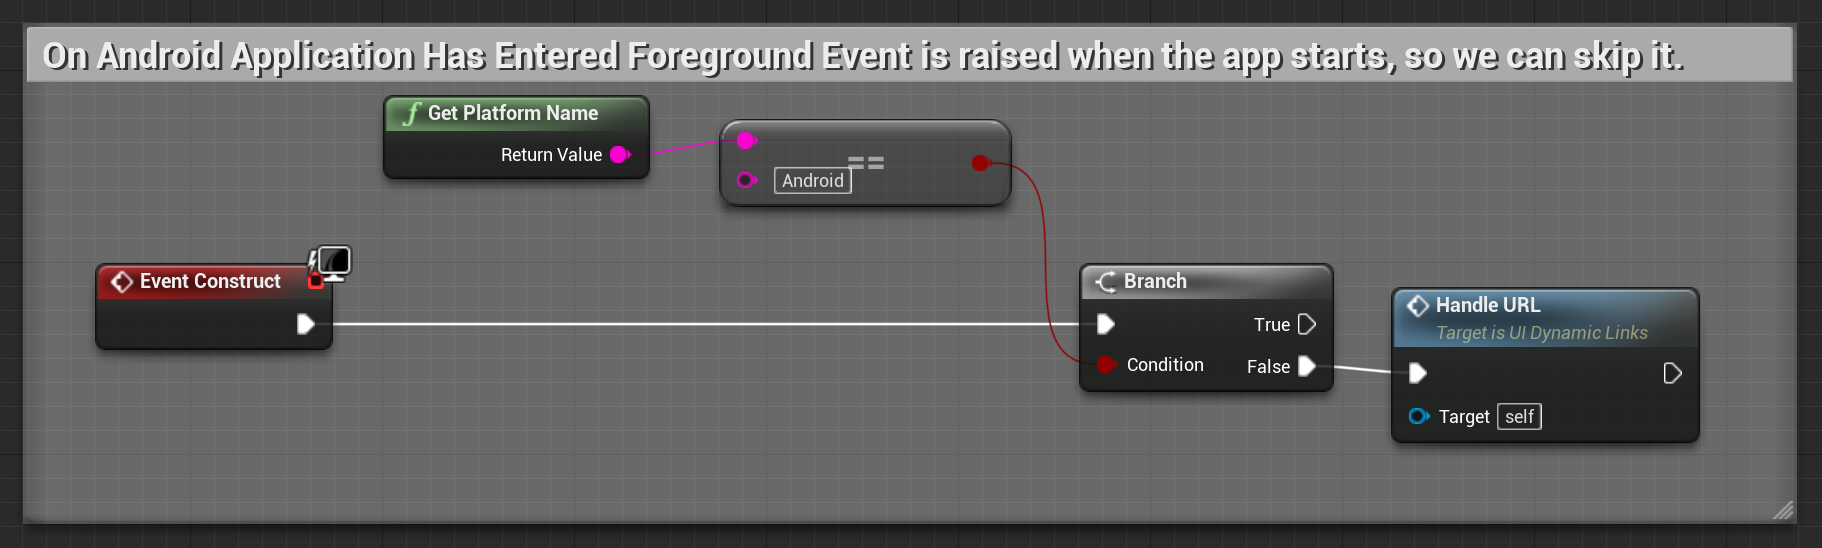 On Android Application Has Entered Foreground Event is raised when the app starts, so we can skip it.
f Get Platform Name
Return Value
==
Android
Event Construct
Branch
True
Condition
False
Handle URL
Target is UI Dynamic Links
Target self